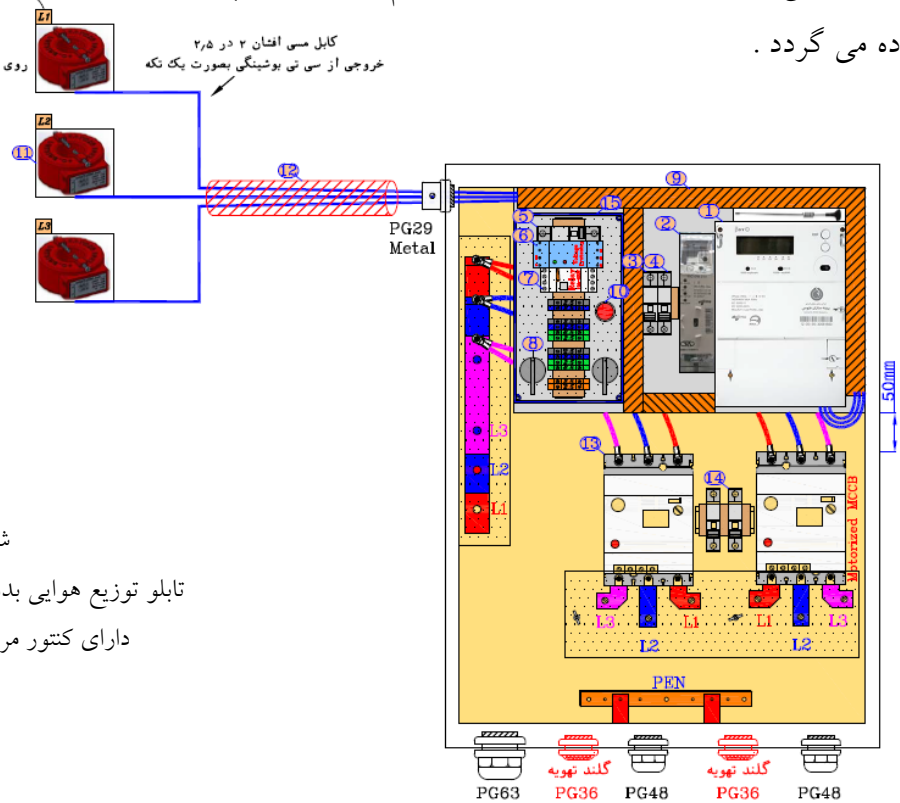 ده می گردد .
L1
کابل مسی افشان ۲ در ۲٫۵
خروجی از سی تی بوشینگی بصورت یک تکه
روی
L2
11
12
L3
PG29
Metal
9
15
5
6
1
2
3
4
7
10
8
50mm
13
14
L3
L2
L1
Motorized MCCB
L3
L1
L2
L1
L3
L2
PEN
تابلو توزیع هوایی بد
دارای کنتور مر
گلند تهویه
گلند تهویه
PG63
PG36
PG48
PG36
PG48